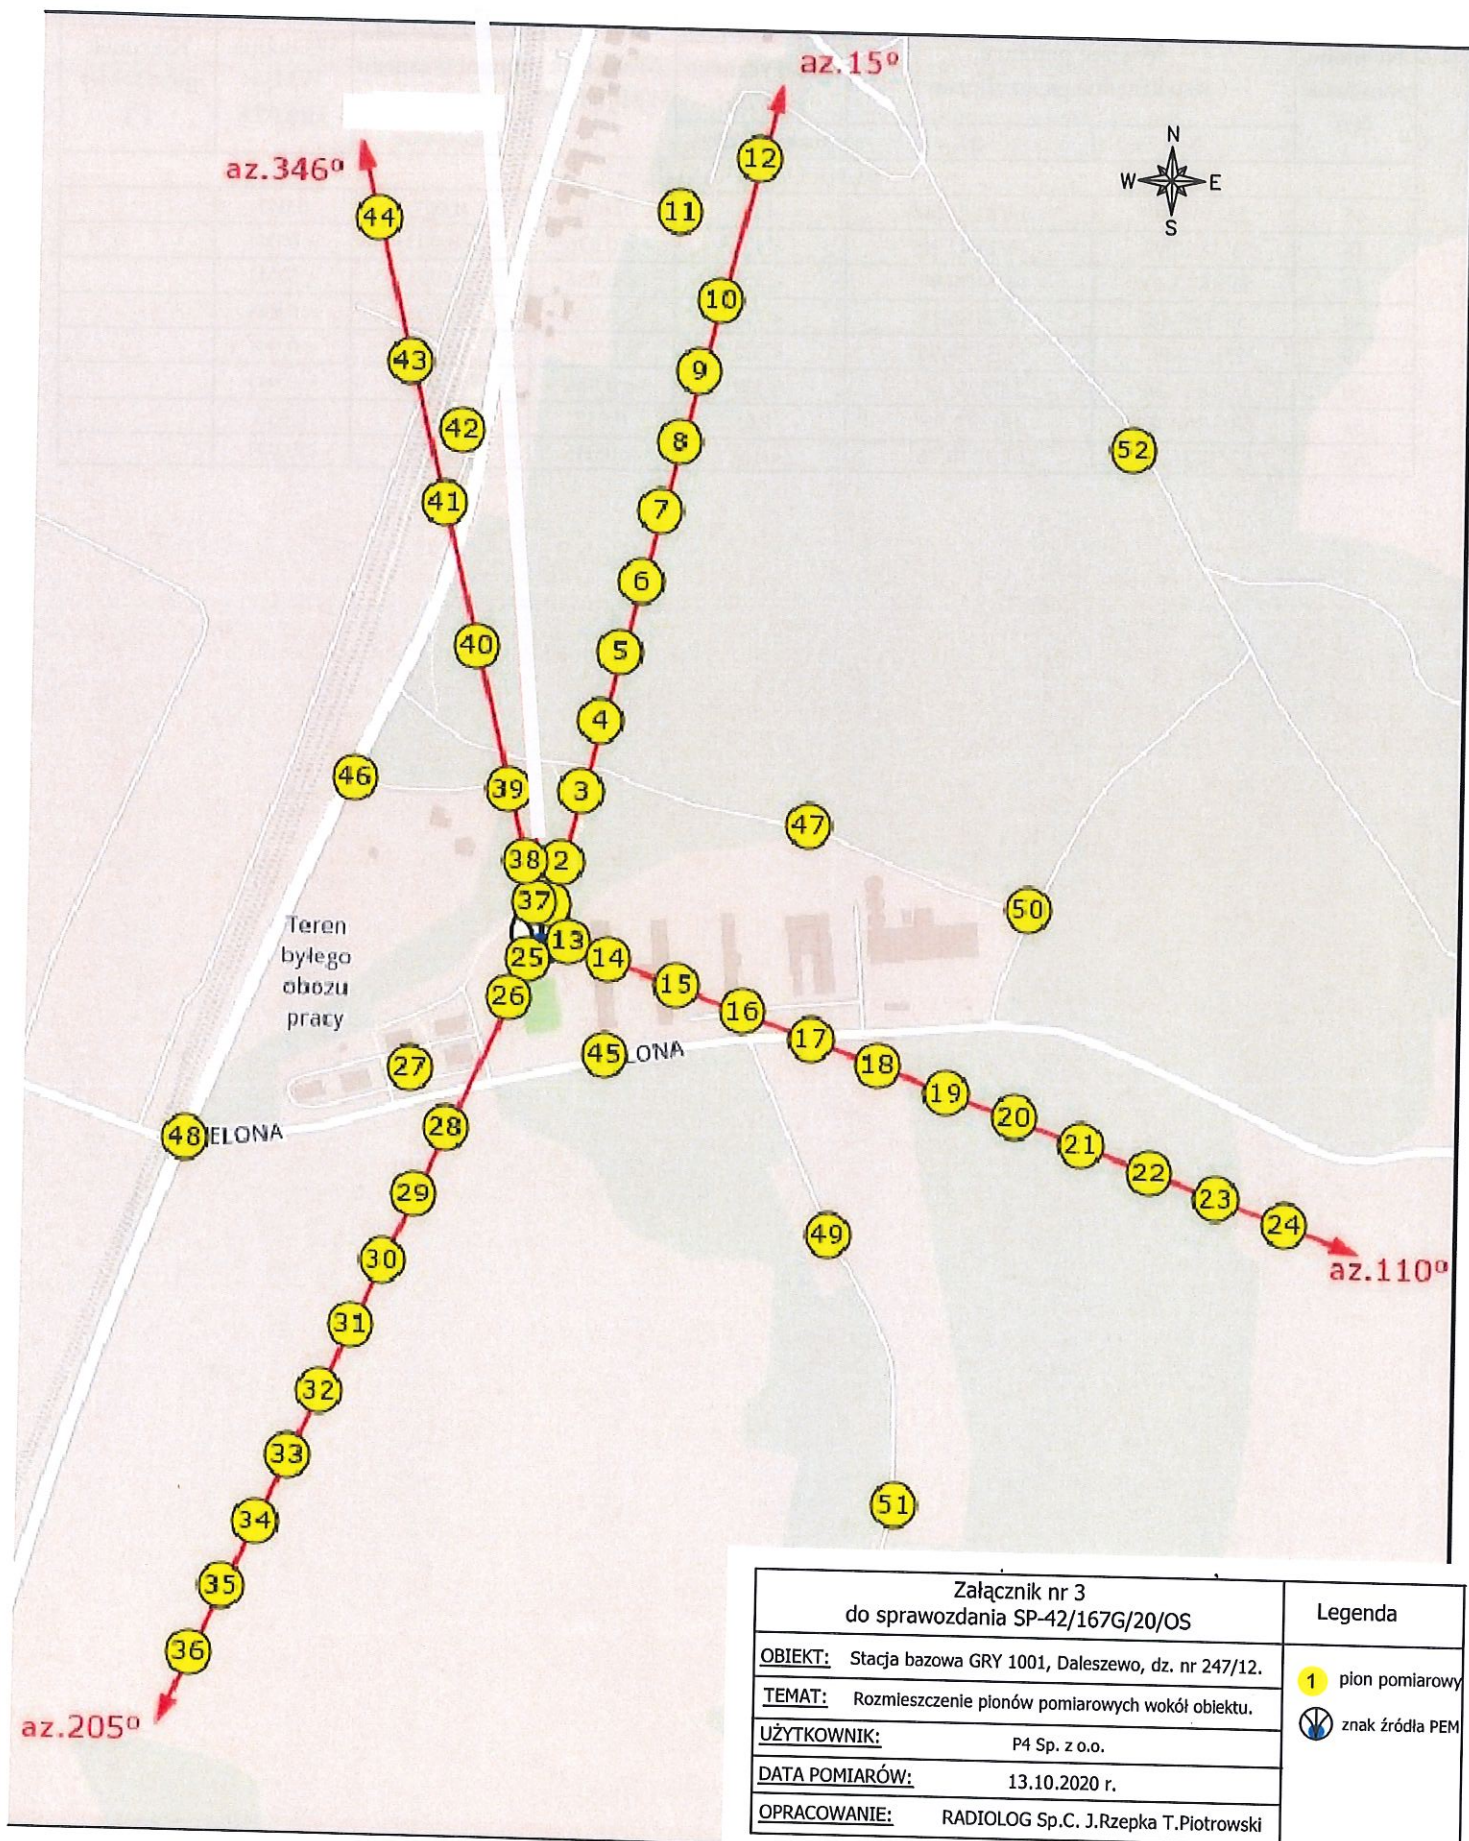 az.15º
az.346º
N
W E
S
12
11
44
10
43
9
42
8
52
41
7
6
40
5
4
46
39
3
47
38 2
37
50
13
25 14
Teren
byłego
obozu
pracy
15
26
16
17
45 LONA
27
18
19
20
28
48 IELONA
21
22
29
23
24
49
az.110º
30
31
32
33
51
34
35
36
az.205º
Załącznik nr 3
do sprawozdania SP-42/167G/20/OS
Legenda
OBIEKT: Stacja bazowa GRY 1001, Daleszewo, dz. nr 247/12.
1 pion pomiarowy
TEMAT: Rozmieszczenie pionów pomiarowych wokół obiektu.
znak źródła PEM
UŻYTKOWNIK: P4 Sp. z o.o.
DATA POMIARÓW: 13.10.2020 r.
OPRACOWANIE: RADIOLOG Sp.C. J.Rzepka T.Piotrowski